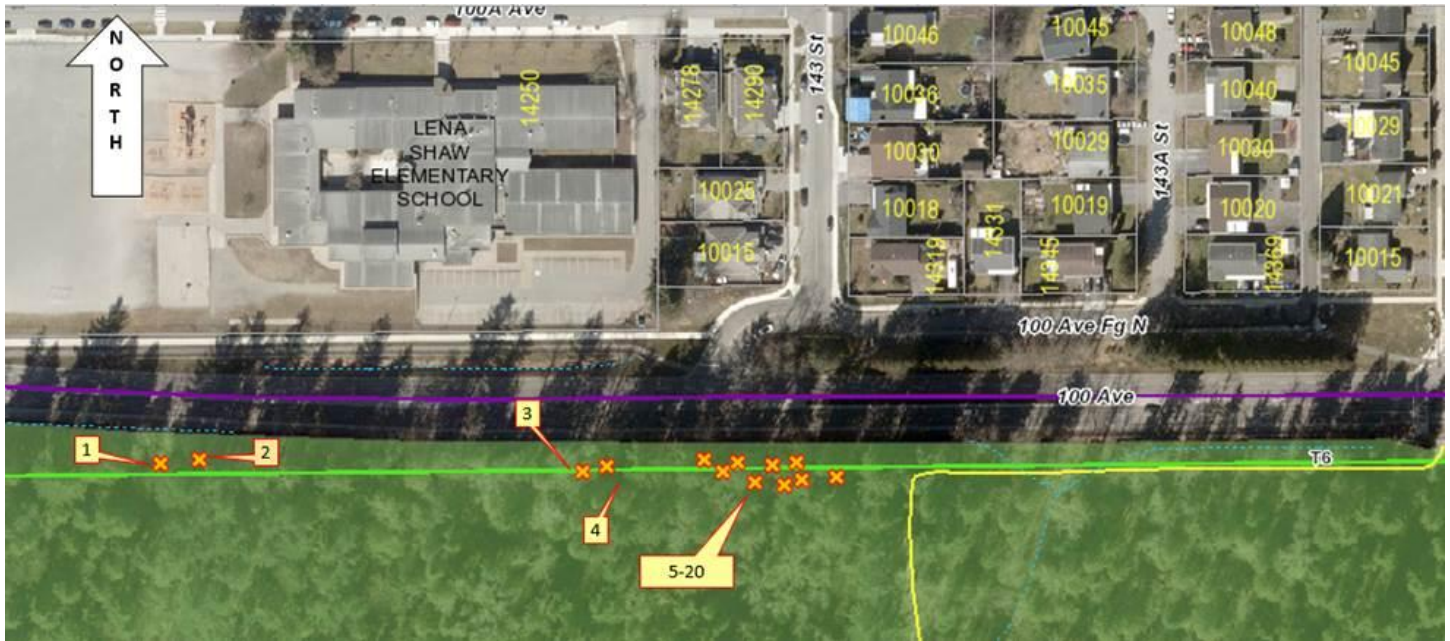 100A Ave
N
O
R
T
H
14250
LENA
SHAW
ELEMENTARY
SCHOOL
14278
14290
143 St
10025
10015
10046
10036
10030
10018
14319
14331
10045
10035
10029
10019
14345
143A St
10048
10040
10030
10020
14369
10045
10029
10021
10015
100 Ave Fg N
100 Ave
T6
1
2
3
4
5-20